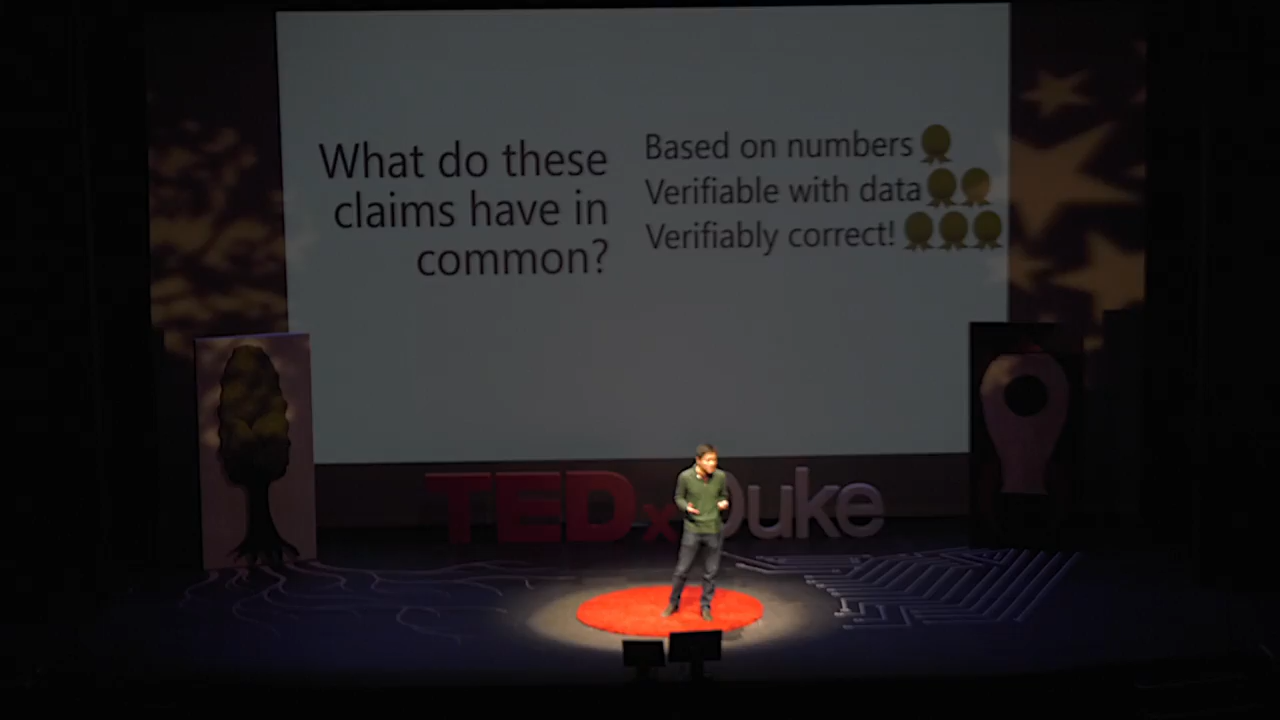 What do these
claims have in
common?
Based on numbers
Verifiable with data
Verifiably correct!
TEDxDuke